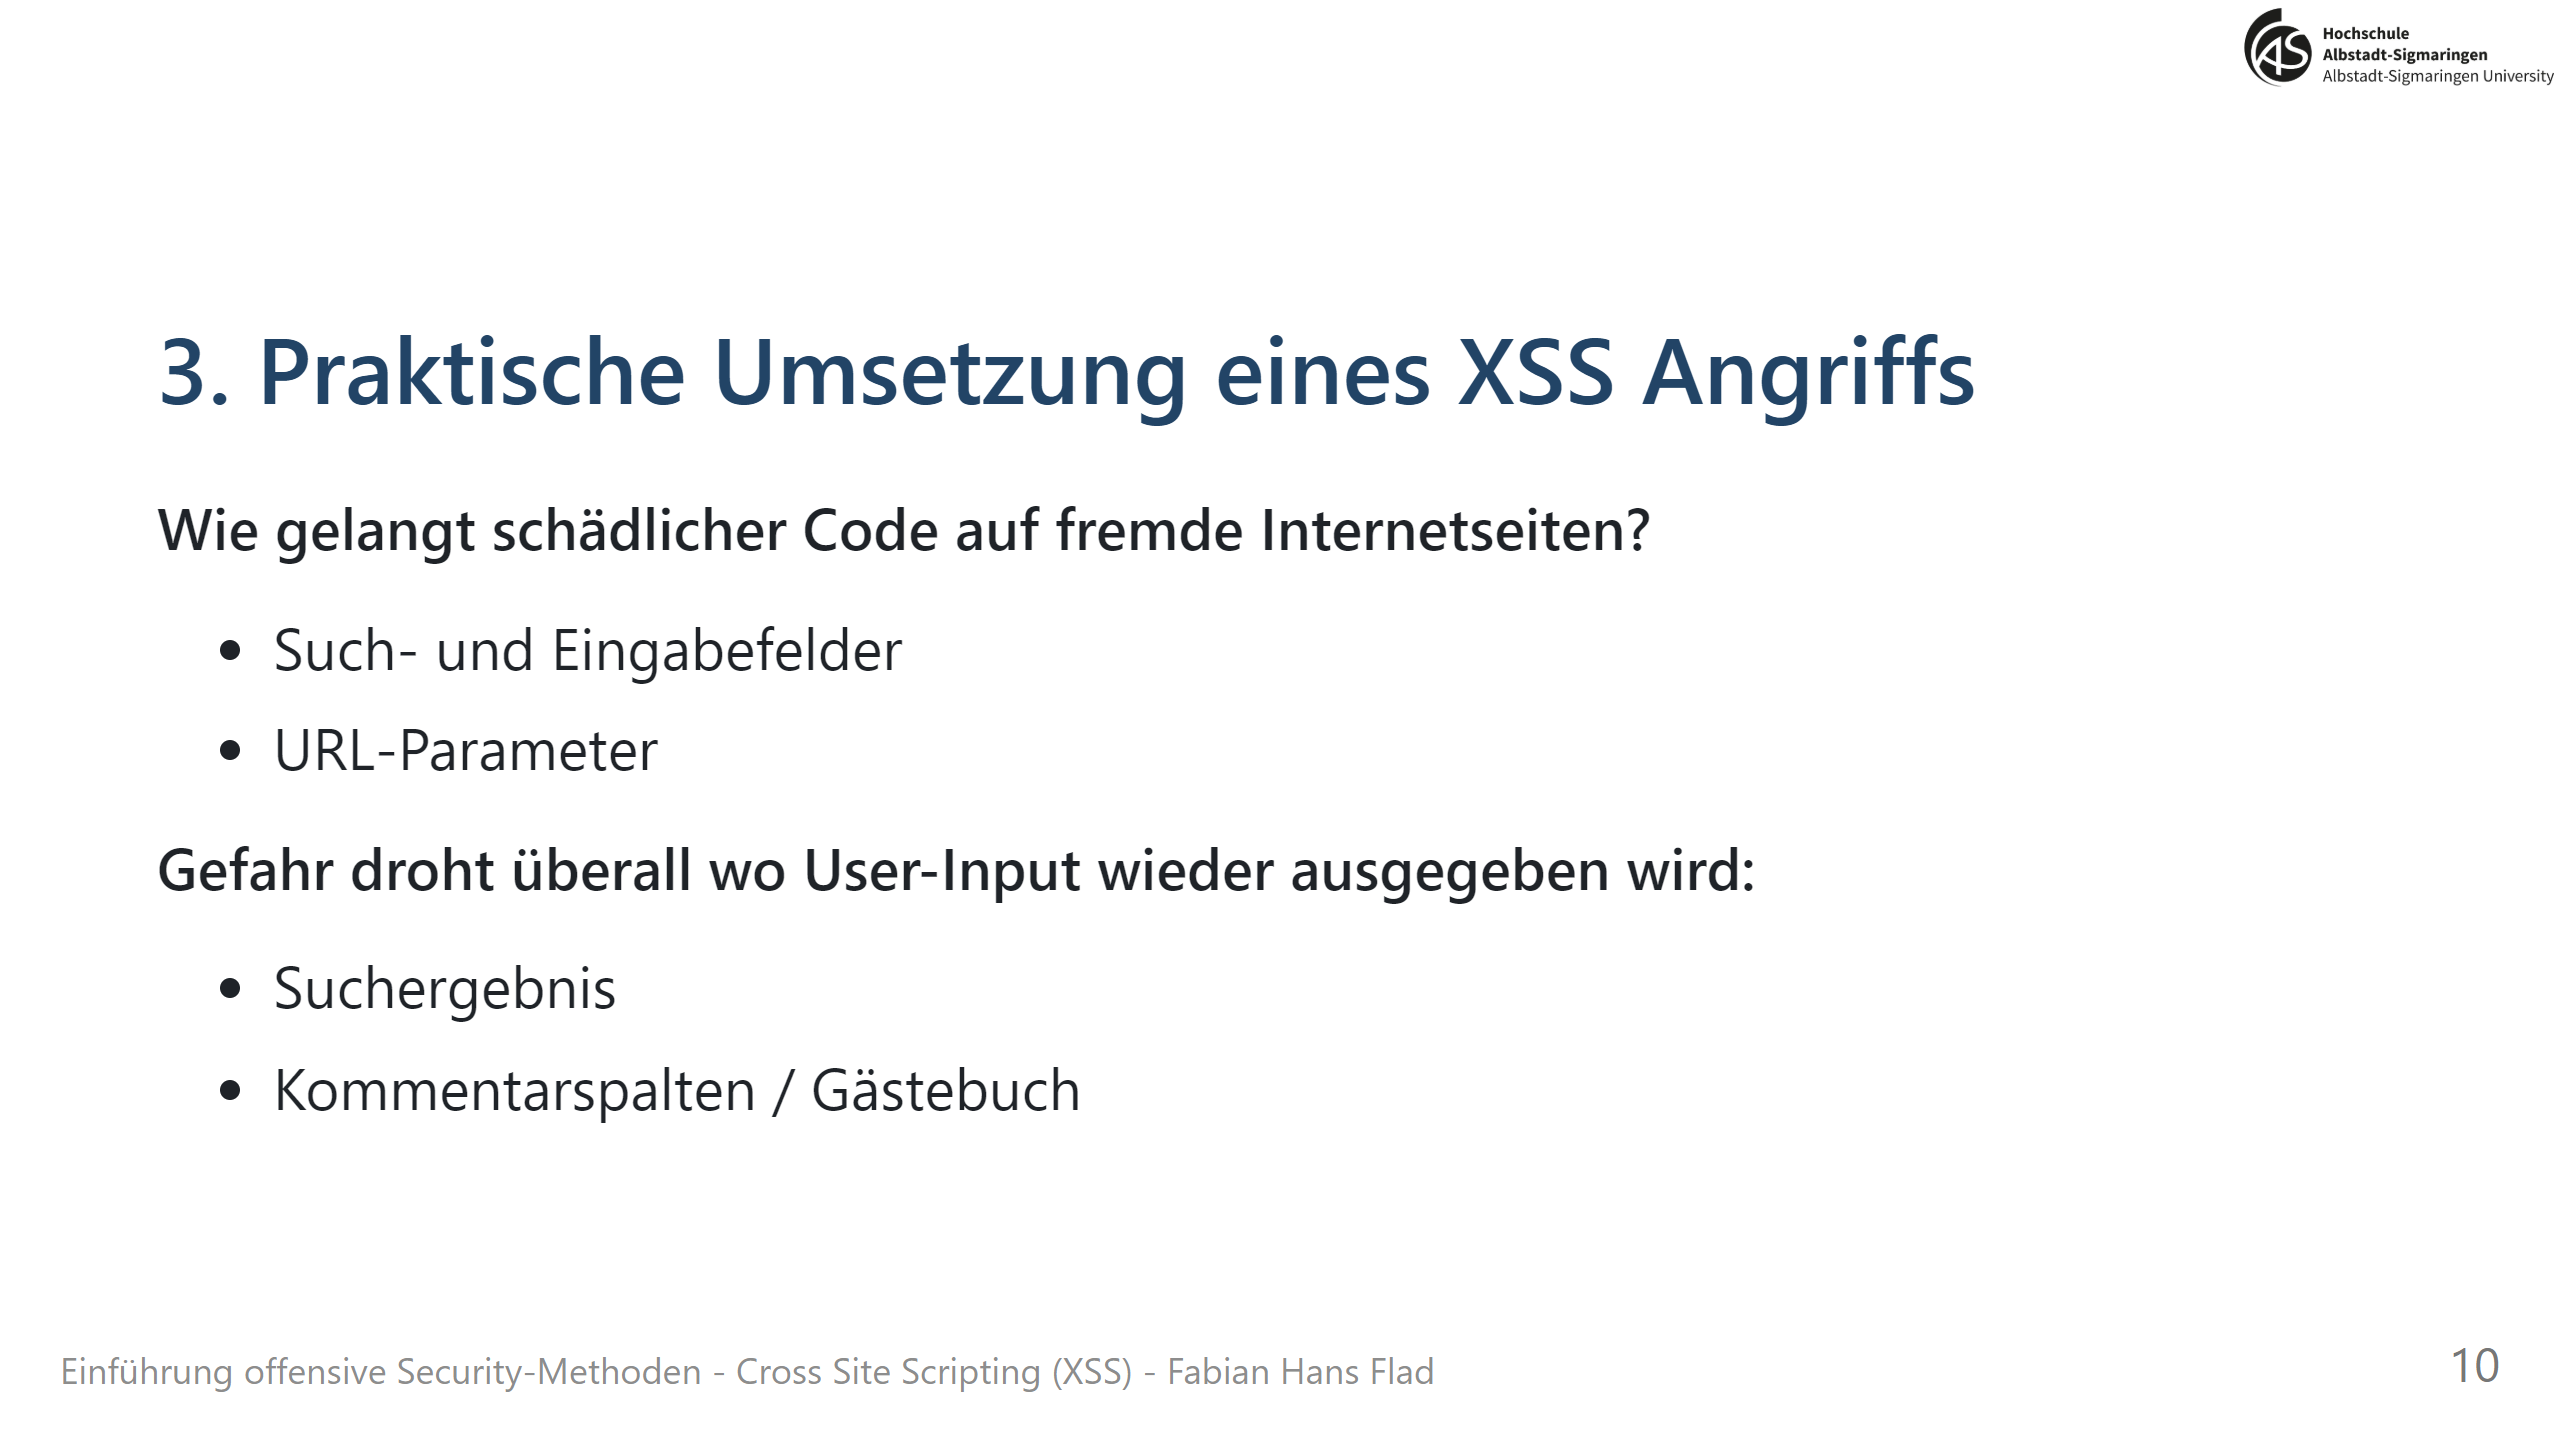 Hochschule
Albstadt-Sigmaringen
Albstadt-Sigmaringen University
3. Praktische Umsetzung eines XSS Angriffs
Wie gelangt schädlicher Code auf fremde Internetseiten?
• Such- und Eingabefelder
• URL-Parameter
Gefahr droht überall wo User-Input wieder ausgegeben wird:
• Suchergebnis
• Kommentarspalten / Gästebuch
Einführung offensive Security-Methoden - Cross Site Scripting (XSS) - Fabian Hans Flad
10